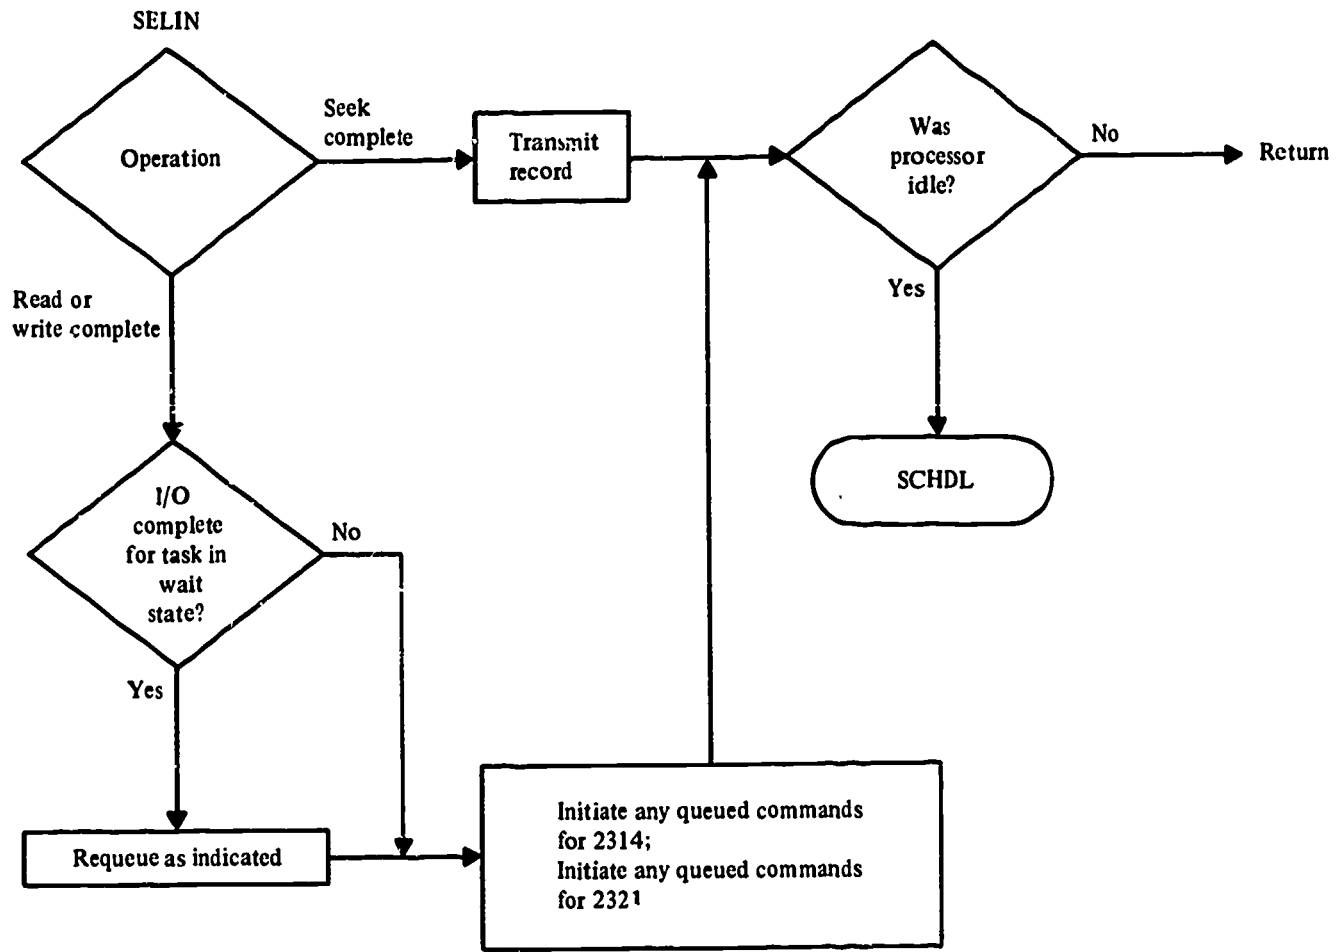 SELIN
Operation
Seek
complete
Transmit
record
Was
processor
idle?
No
Return
Yes
SCHDL
Read or
write complete
I/O
complete
for task in
wait
state?
No
Yes
Requeue as indicated
Initiate any queued commands
for 2314;
Initiate any queued commands
for 2321